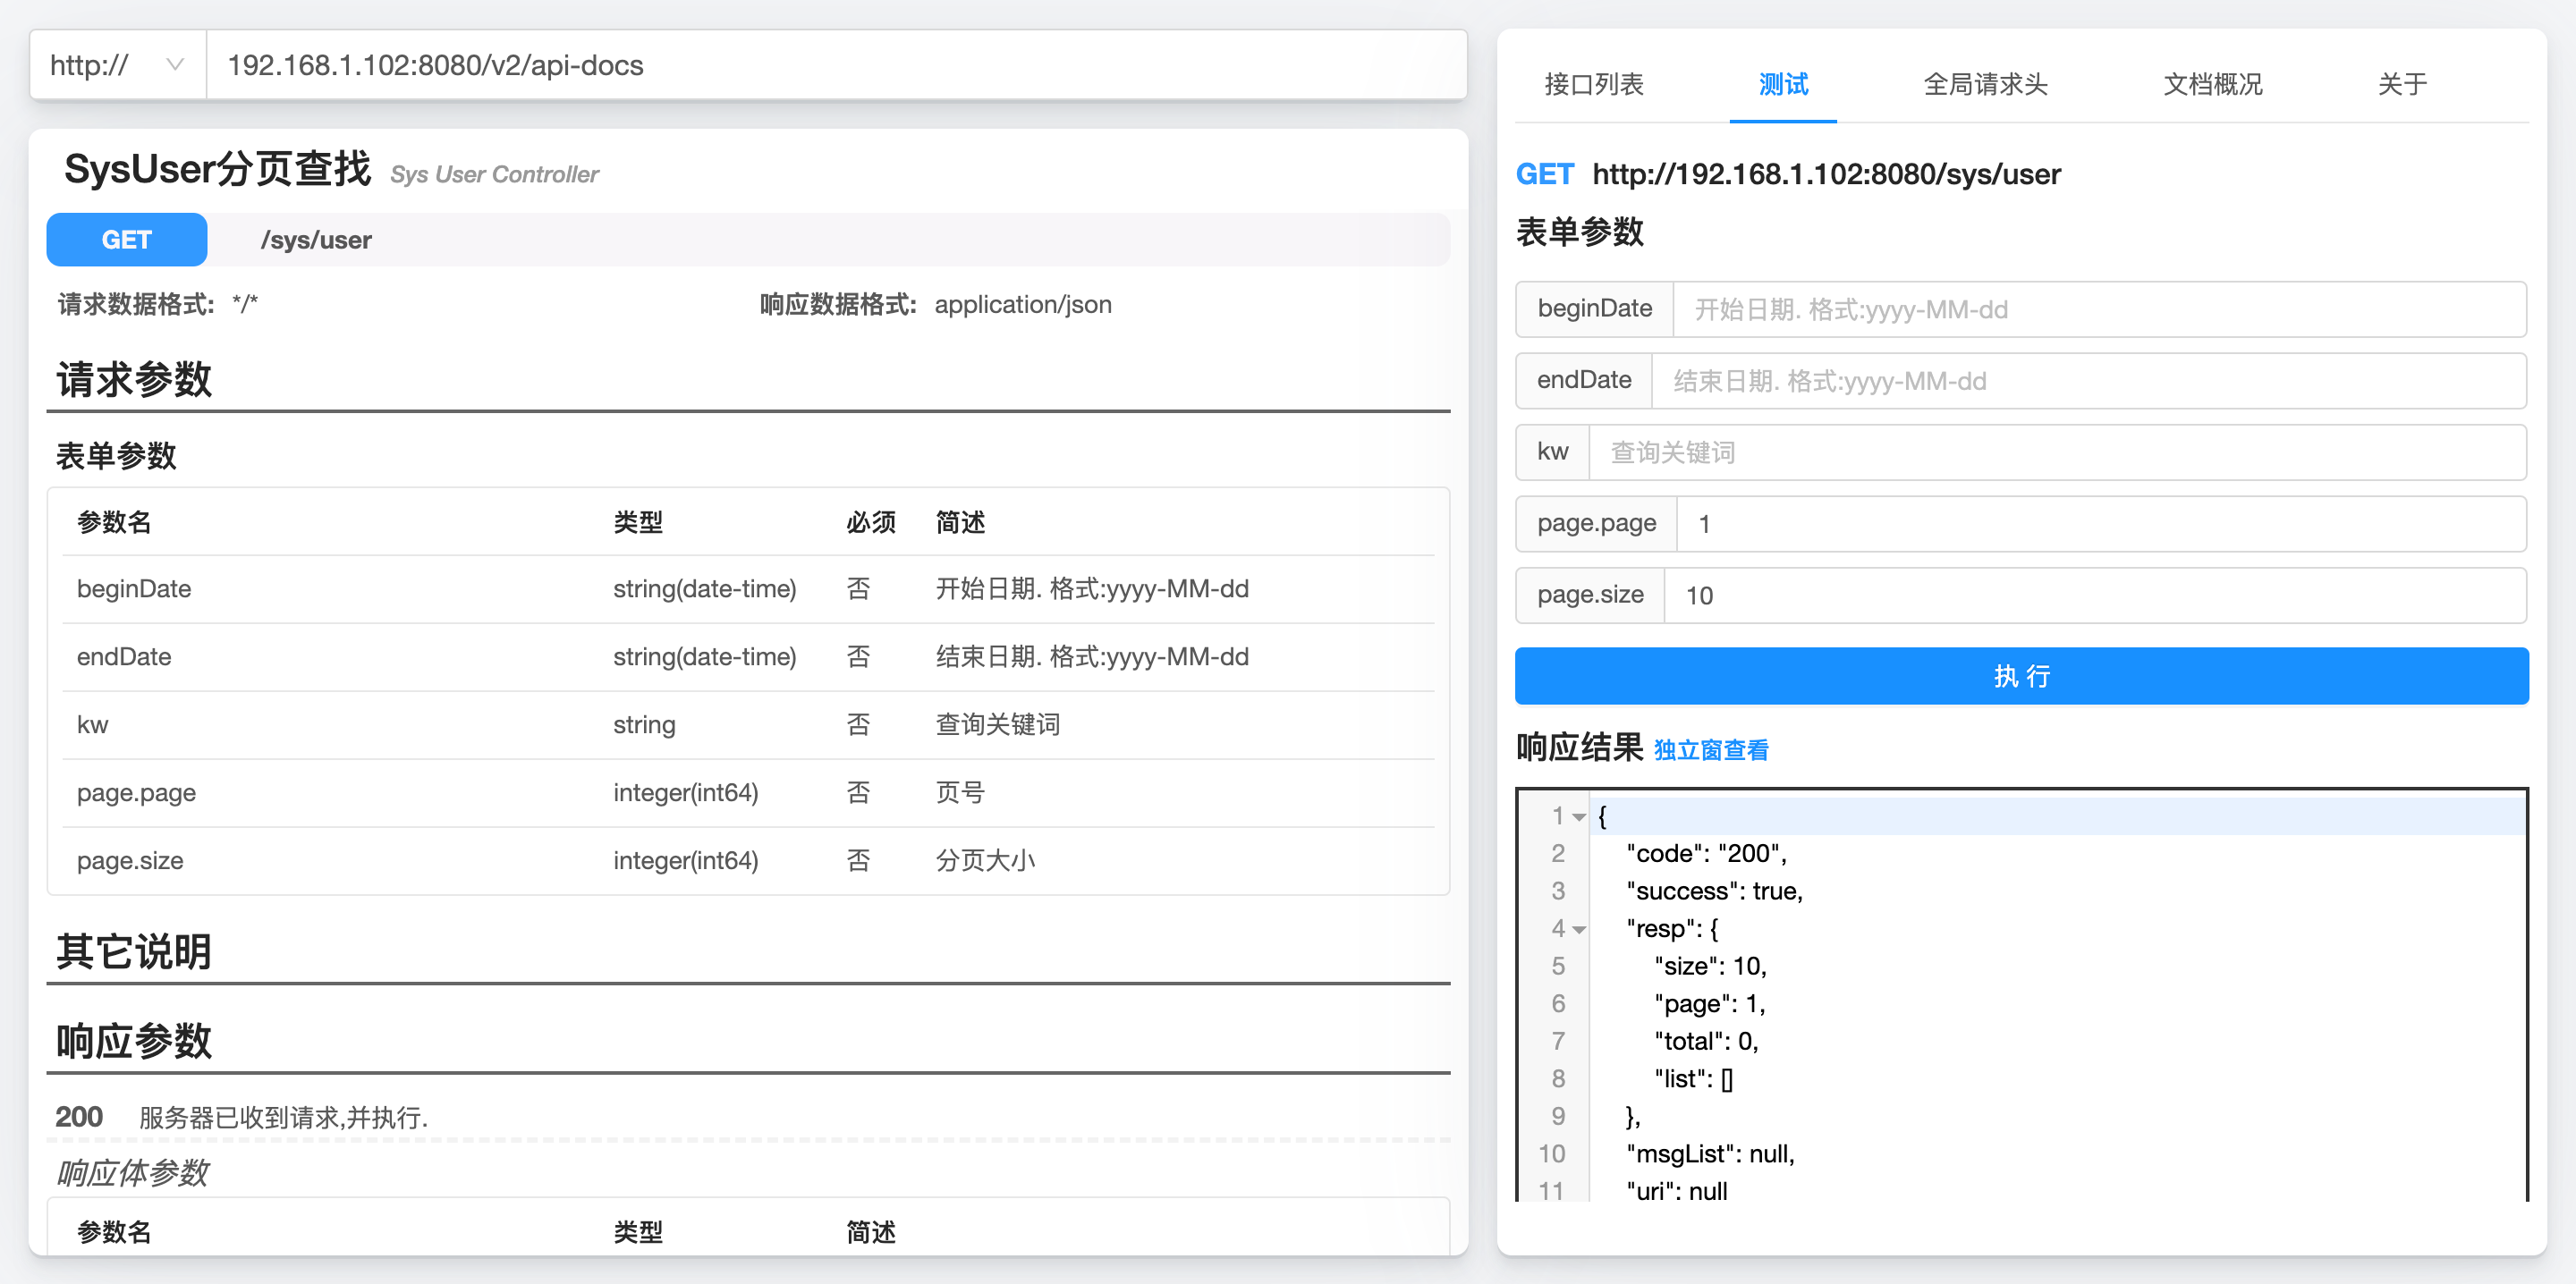 http://
192.168.1.102:8080/v2/api-docs
SysUser分页查找 Sys User Controller
GET /sys/user
请求数据格式: */* 响应数据格式: application/json
请求参数
表单参数
参数名 类型 必须 简述
beginDate string(date-time) 否 开始日期. 格式:yyyy-MM-dd
endDate string(date-time) 否 结束日期. 格式:yyyy-MM-dd
kw string 否 查询关键词
page.page integer(int64) 否 页号
page.size integer(int64) 否 分页大小
其它说明
响应参数
200 服务器已收到请求,并执行.
响应体参数
参数名 类型 简述
接口列表 测试 全局请求头 文档概况 关于
GET http://192.168.1.102:8080/sys/user
表单参数
beginDate 开始日期. 格式:yyyy-MM-dd
endDate 结束日期. 格式:yyyy-MM-dd
kw 查询关键词
page.page 1
page.size 10
执 行
响应结果 独立窗查看
1 {
2 "code": "200",
3 "success": true,
4 "resp": {
5 "size": 10,
6 "page": 1,
7 "total": 0,
8 "list": []
9 },
10 "msgList": null,
11 "uri": null